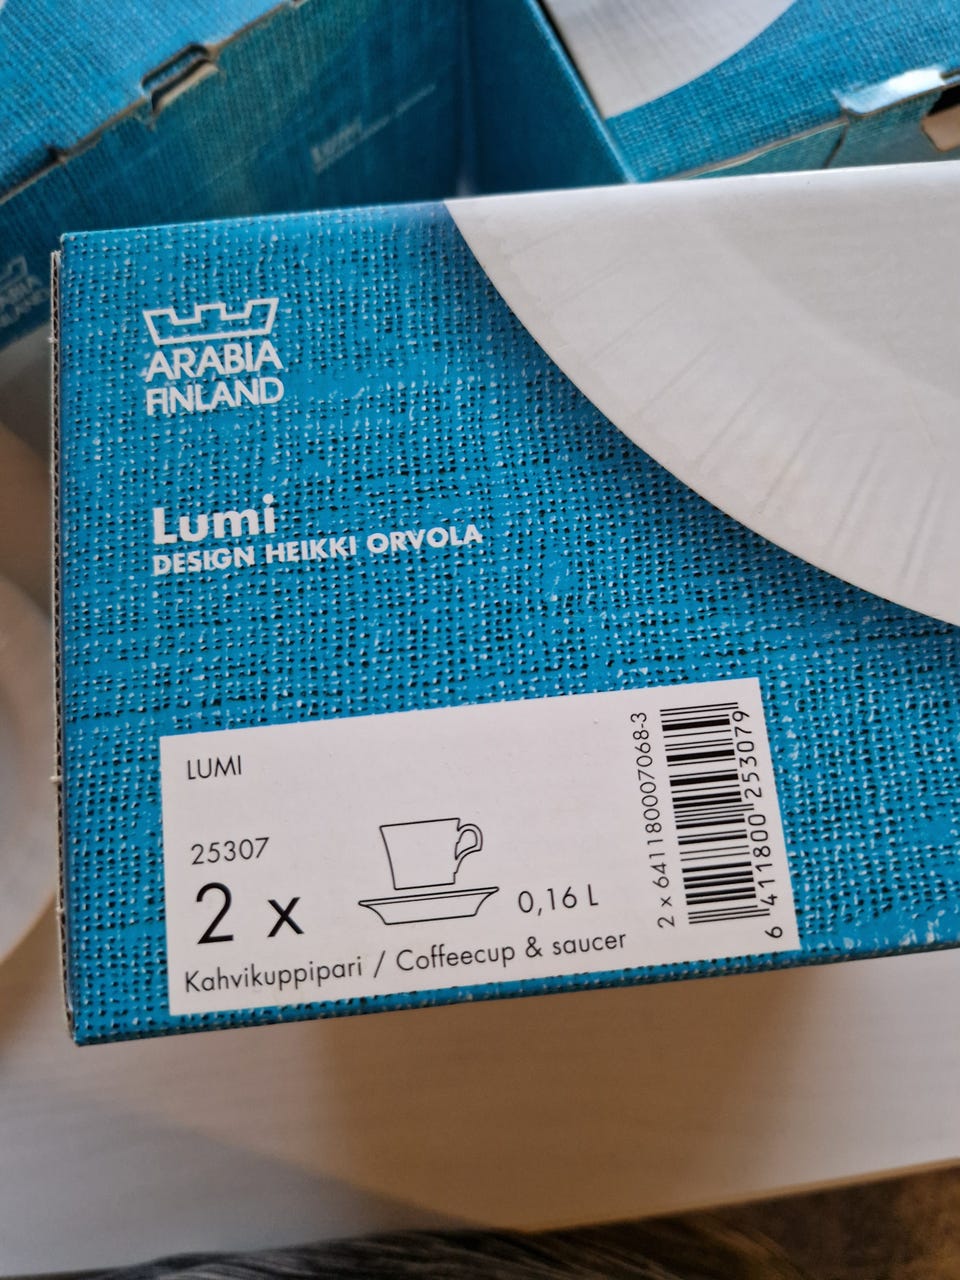 ARABIA
FINLAND
Lumi
DESIGN HEIKKI ORVOLA
LUMI
25307
2 x
0,16 L
Kahvikuppipari / Coffeecup & saucer
2 x 641180007068-3
6 411800 253079